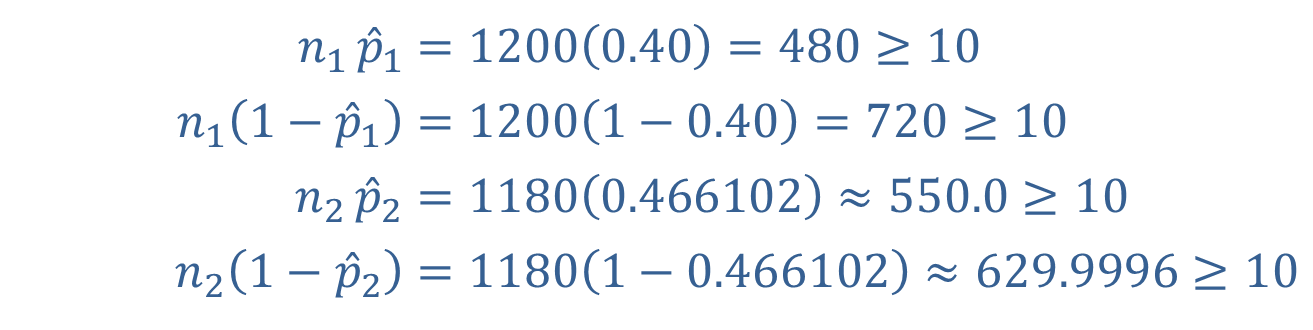 n₁ p̂₁ = 1200(0.40) = 480 ≥ 10
n₁(1 − p̂₁) = 1200(1 − 0.40) = 720 ≥ 10
n₂ p̂₂ = 1180(0.466102) ≈ 550.0 ≥ 10
n₂(1 − p̂₂) = 1180(1 − 0.466102) ≈ 629.9996 ≥ 10